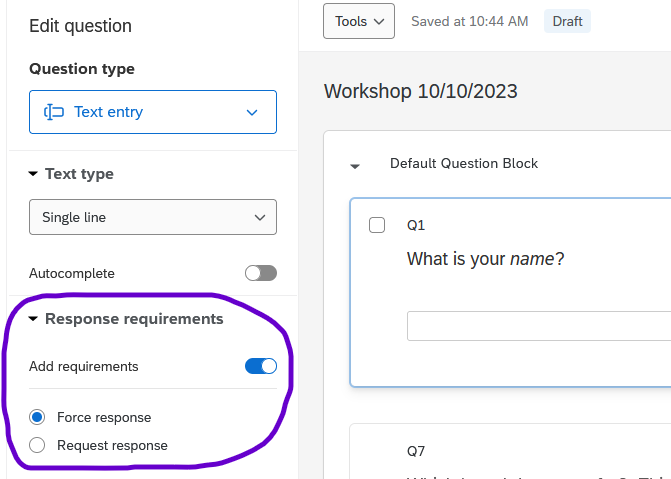 Edit question
Question type
Text entry
Text type
Single line
Autocomplete
Response requirements
Add requirements
Force response
Request response
Tools
Saved at 10:44 AM
Draft
Workshop 10/10/2023
Default Question Block
Q1
What is your name?
Q7